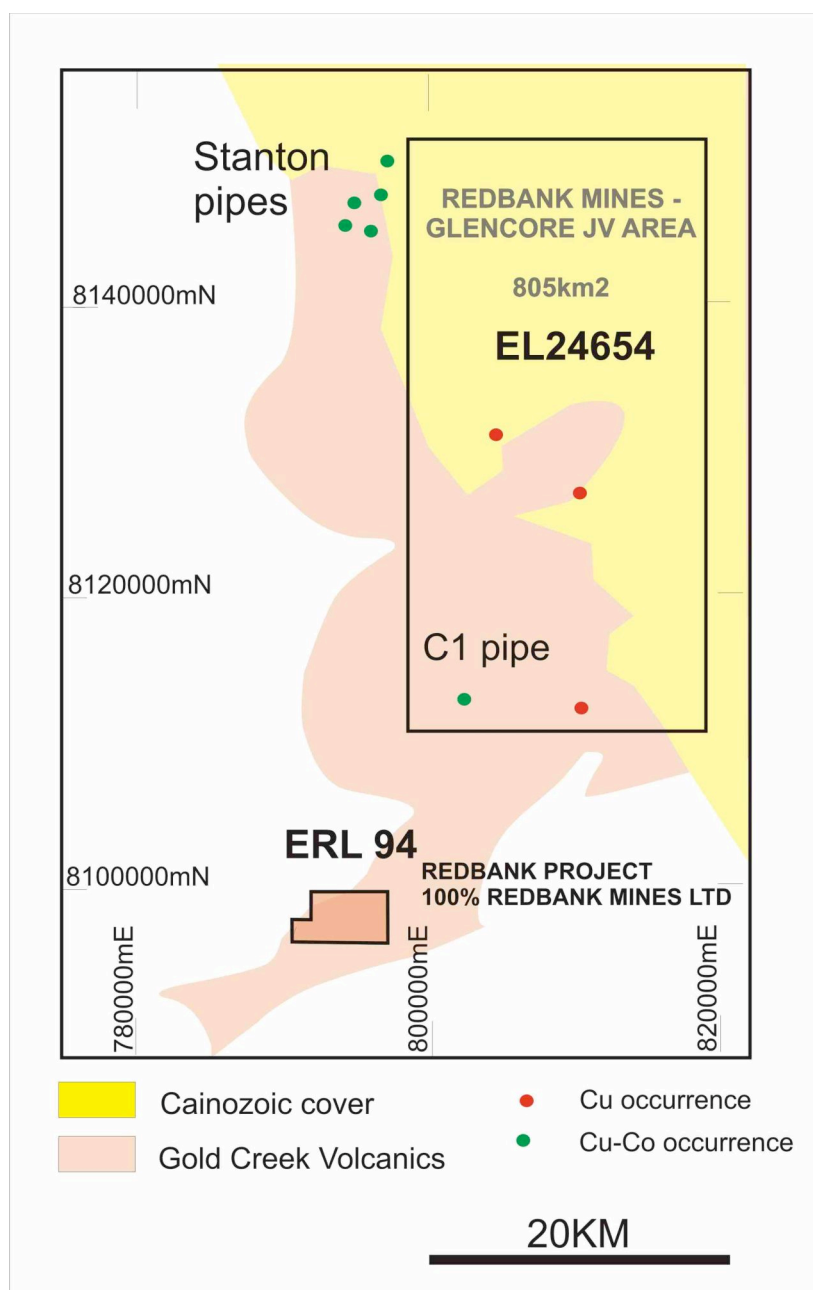 Stanton
pipes
REDBANK MINES -
GLENCORE JV AREA
805km2
8140000mN
EL24654
8120000mN
C1 pipe
ERL 94
REDBANK PROJECT
100% REDBANK MINES LTD
8100000mN
780000mE
800000mE
820000mE
Cainozoic cover
Cu occurrence
Gold Creek Volcanics
Cu-Co occurrence
20KM